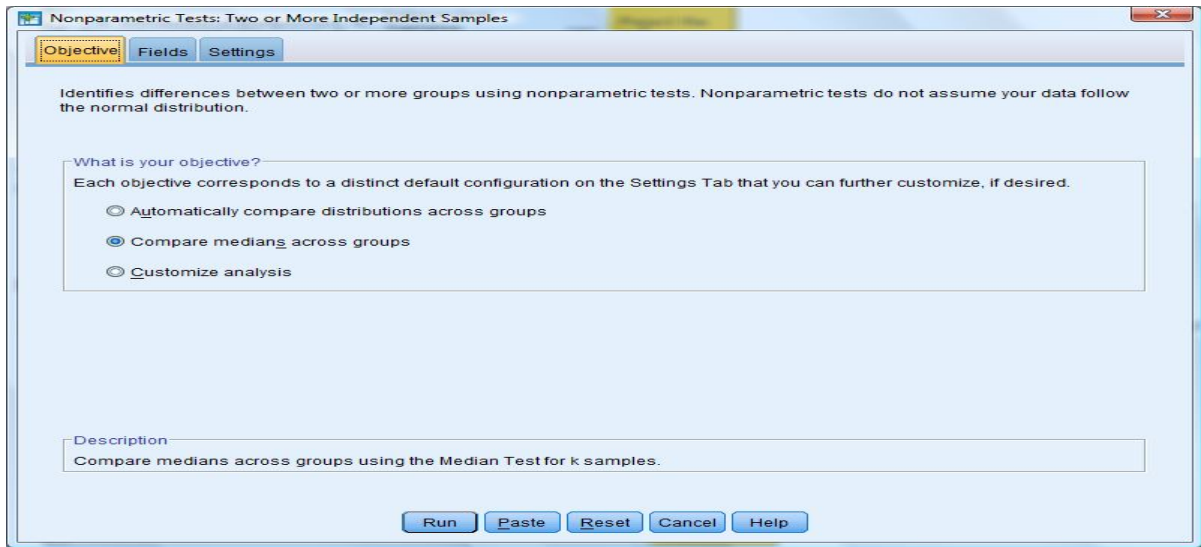 Nonparametric Tests: Two or More Independent Samples
Objective Fields Settings
Identifies differences between two or more groups using nonparametric tests. Nonparametric tests do not assume your data follow
the normal distribution.
What is your objective?
Each objective corresponds to a distinct default configuration on the Settings Tab that you can further customize, if desired.
Automatically compare distributions across groups
Compare medians across groups
Customize analysis
Description
Compare medians across groups using the Median Test for k samples.
Run Paste Reset Cancel Help